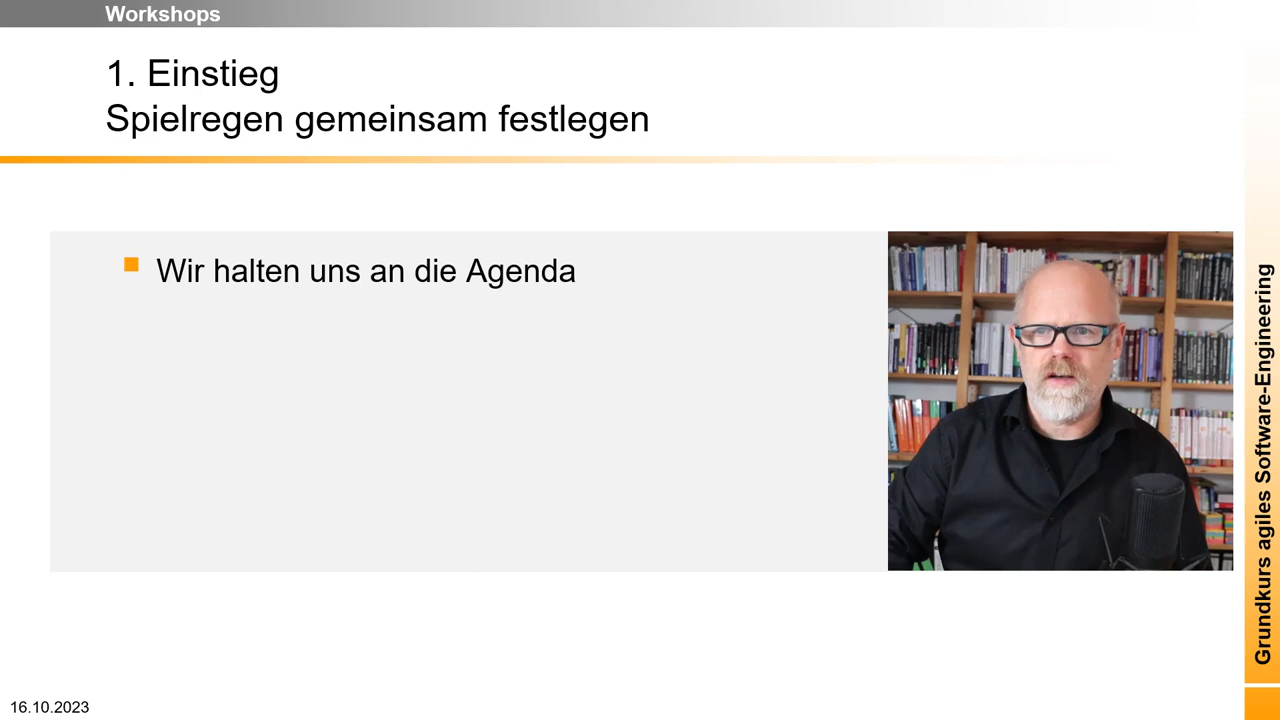 Workshops
1. Einstieg
Spielregen gemeinsam festlegen
Wir halten uns an die Agenda
Grundkurs agiles Software-Engineering
16.10.2023